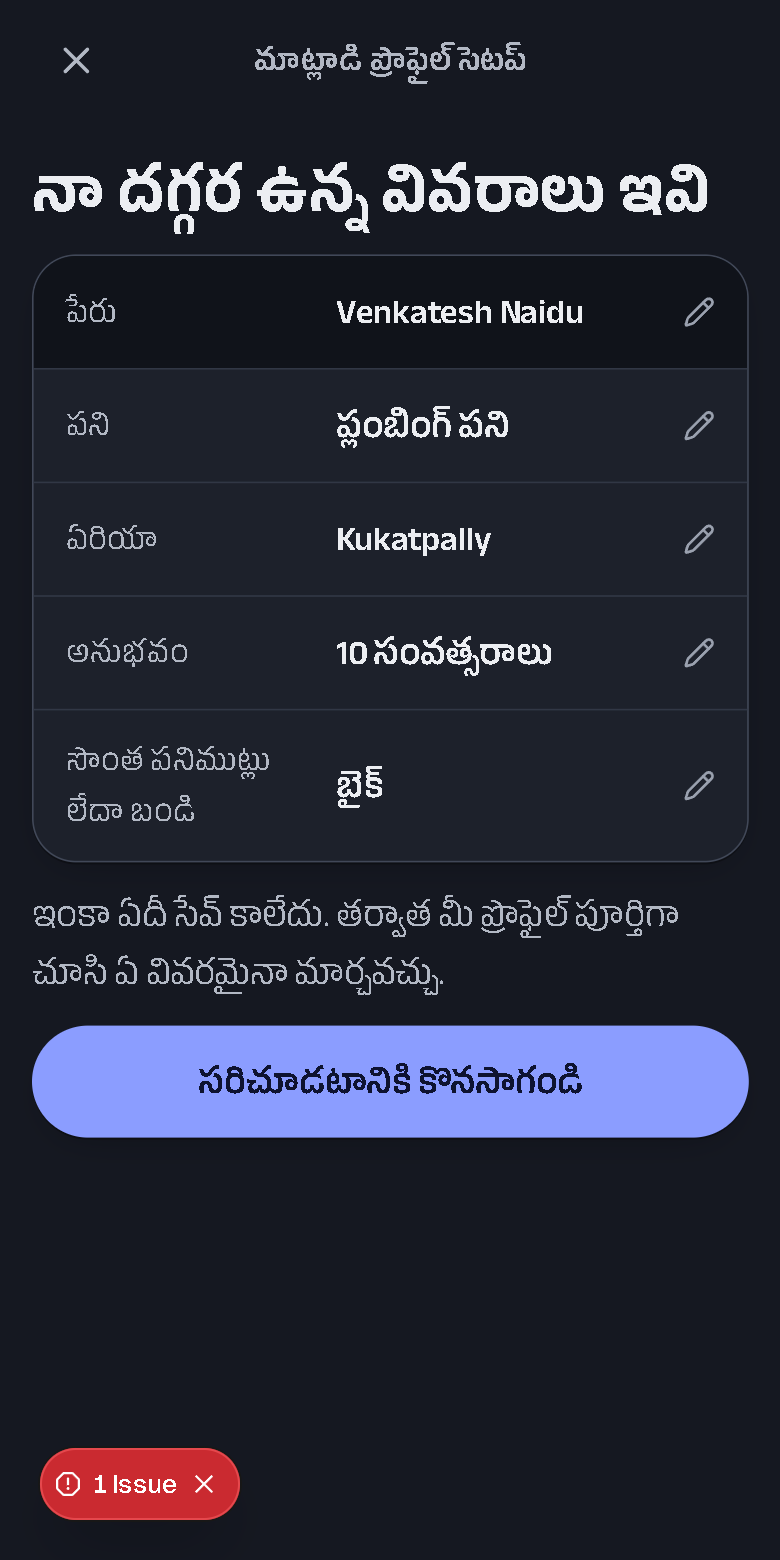 మాట్లాడి ప్రొఫైల్ సెటప్
నా దగ్గర ఉన్న వివరాలు ఇవి
పేరు Venkatesh Naidu
పని ప్లంబింగ్ పని
ఏరియా Kukatpally
అనుభవం 10 సంవత్సరాలు
సొంత పనిముట్లు
లేదా బండి బైక్
ఇంకా ఏదీ సేవ్ కాలేదు. తర్వాత మీ ప్రొఫైల్ పూర్తిగా
చూసి ఏ వివరమైనా మార్చవచ్చు.
సరిచూడటానికి కొనసాగండి
1 Issue